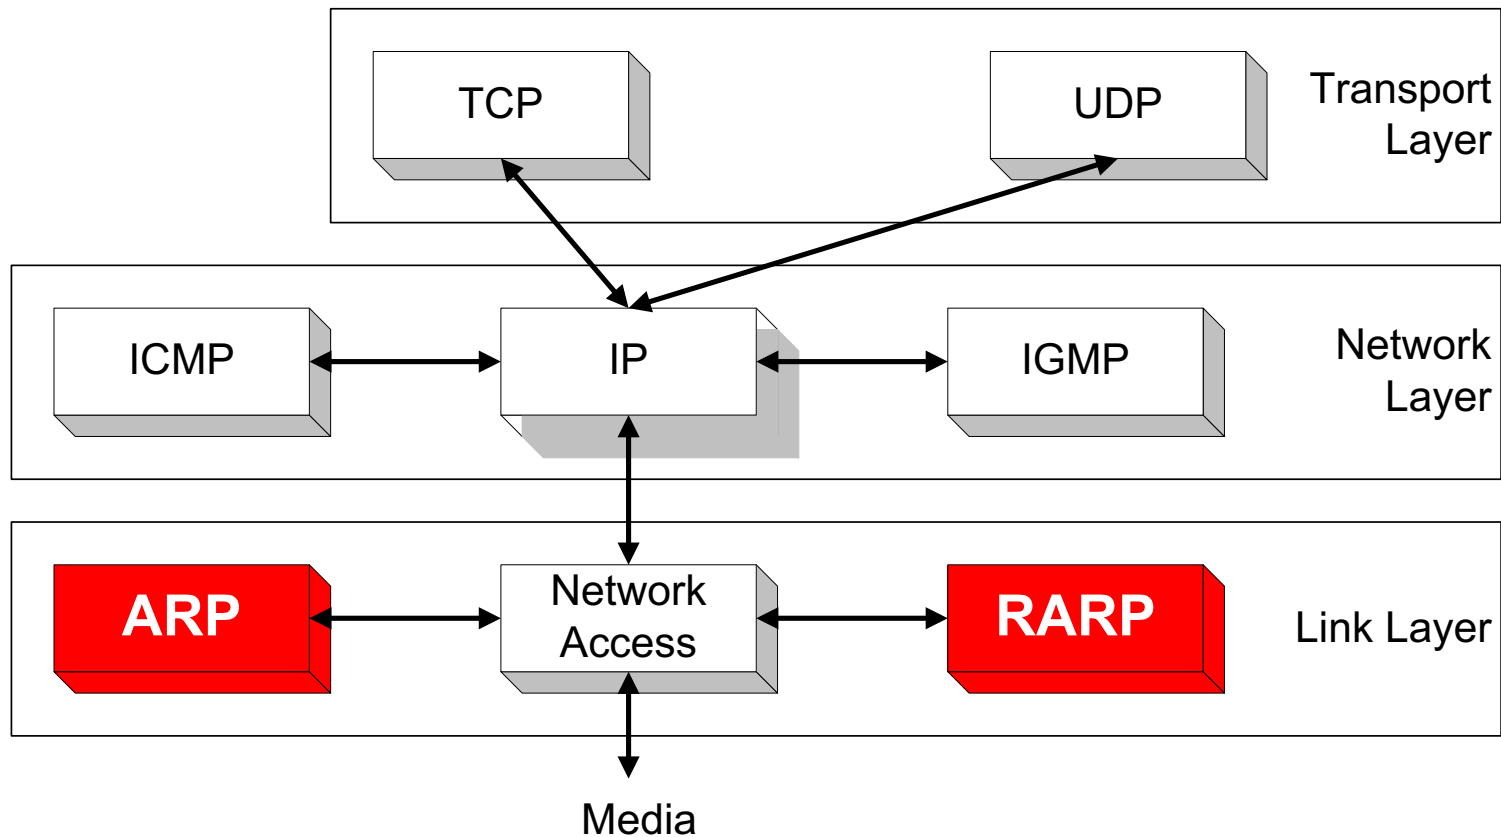 TCP
UDP
Transport
Layer
ICMP
IP
IGMP
Network
Layer
ARP
Network
Access
RARP
Link Layer
Media